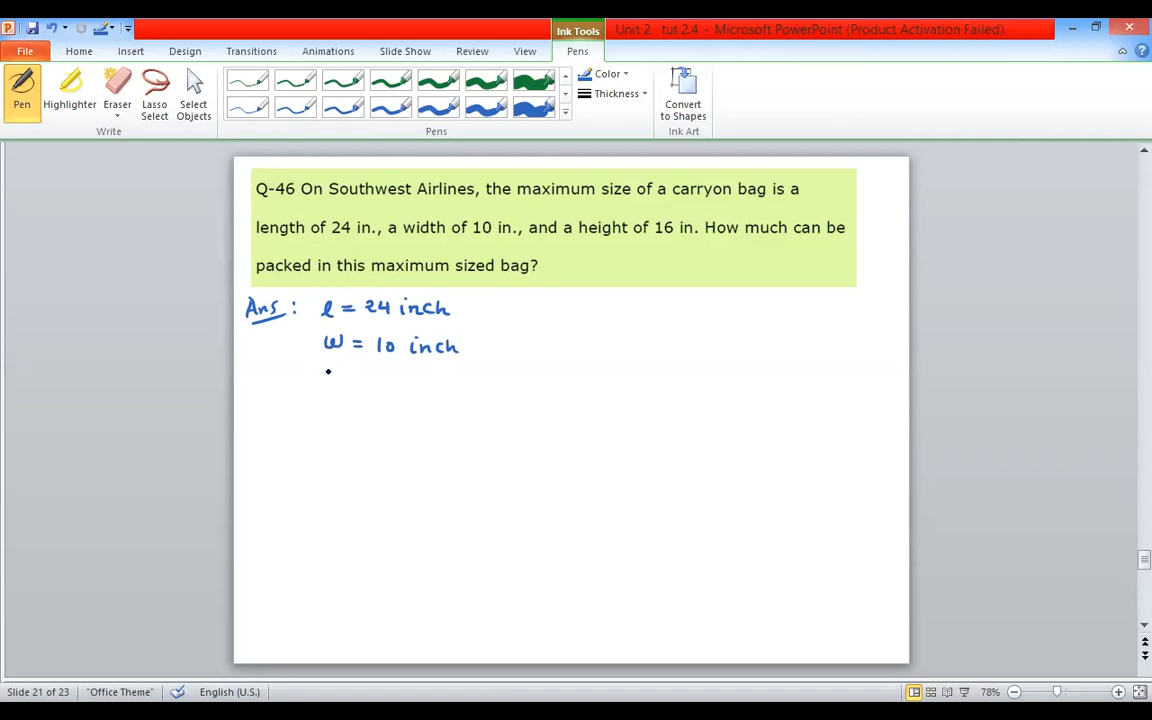 Unit 2 tut 2.4 - Microsoft PowerPoint (Product Activation Failed)
Ink Tools
File Home Insert Design Transitions Animations Slide Show Review View Pens
Pen Highlighter Eraser Lasso Select Select Objects
Color
Thickness
Convert to Shapes
Write Pens Ink Art
Q-46 On Southwest Airlines, the maximum size of a carryon bag is a
length of 24 in., a width of 10 in., and a height of 16 in. How much can be
packed in this maximum sized bag?
Ans : l = 24 inch
w = 10 inch
Slide 21 of 23 "Office Theme" English (U.S.) 78%